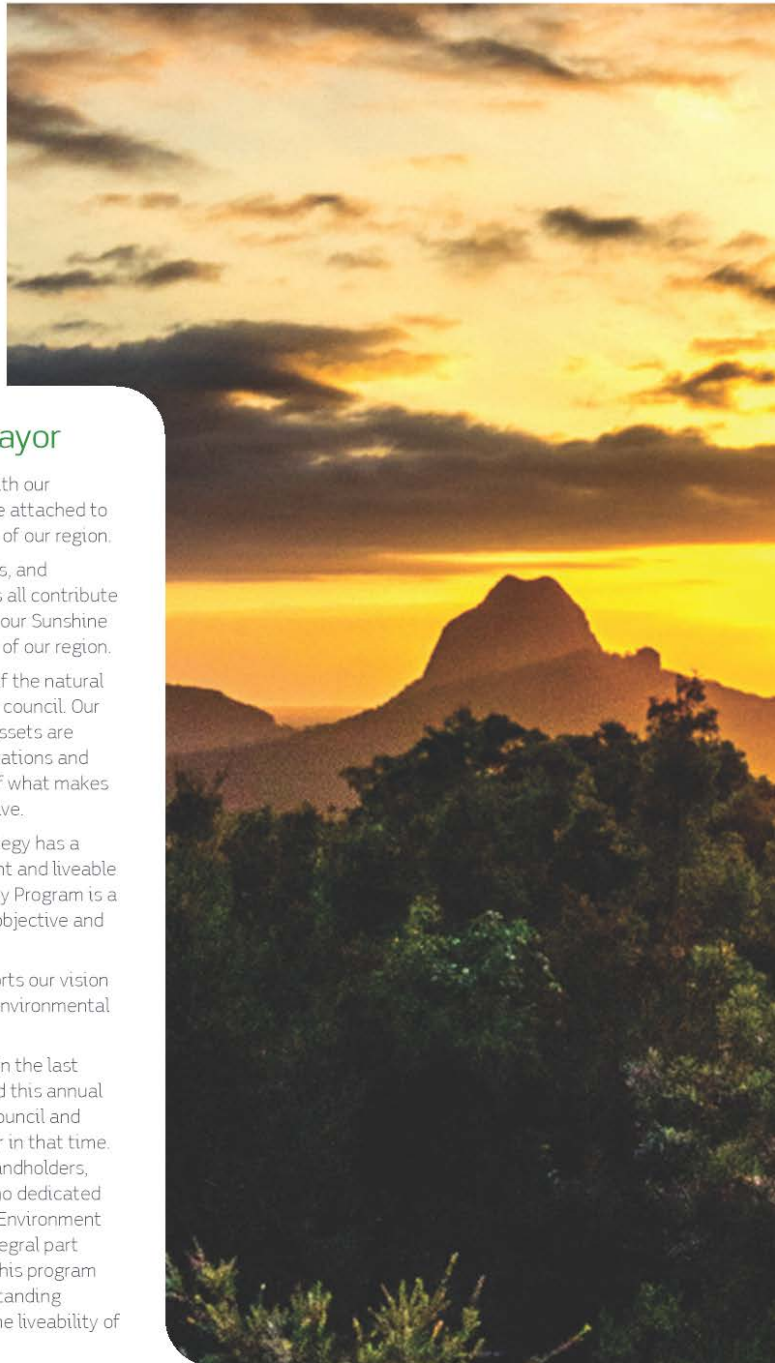 ayor
th our
e attached to
of our region.
s, and
s all contribute
our Sunshine
of our region.
f the natural
council. Our
ssets are
ations and
f what makes
ve.
egy has a
nt and liveable
y Program is a
objective and
rts our vision
nvironmental
n the last
d this annual
ouncil and
r in that time.
andholders,
o dedicated
Environment
egral part
his program
tanding
ne liveability of